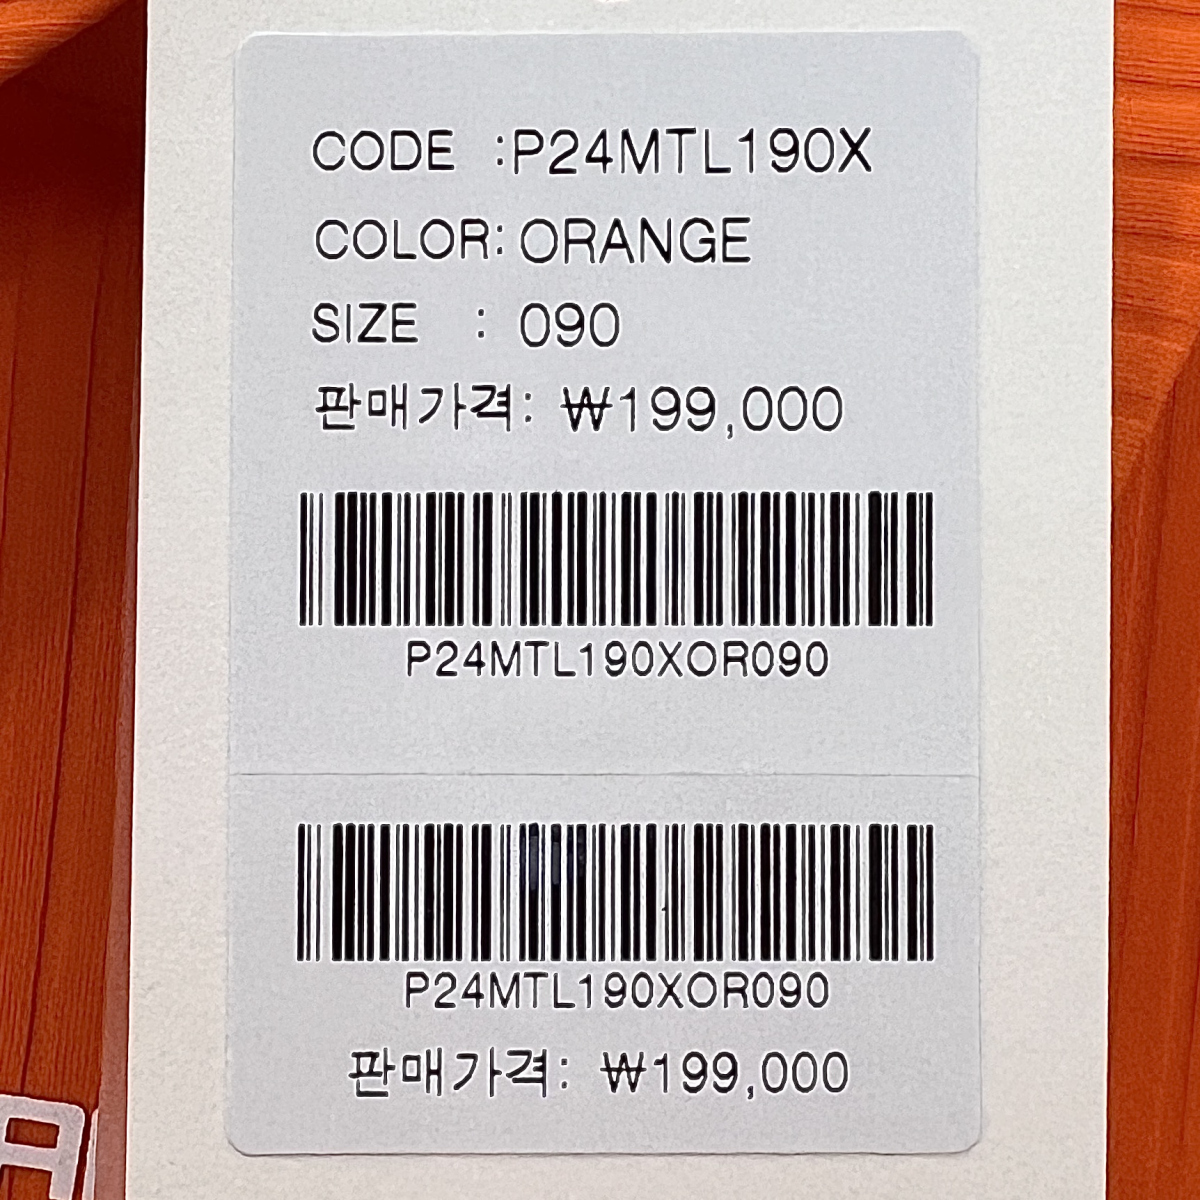 CODE :P24MTL190X
COLOR: ORANGE
SIZE : 090
판매가격: ₩199,000
P24MTL190XOR090
P24MTL190XOR090
판매가격: ₩199,000